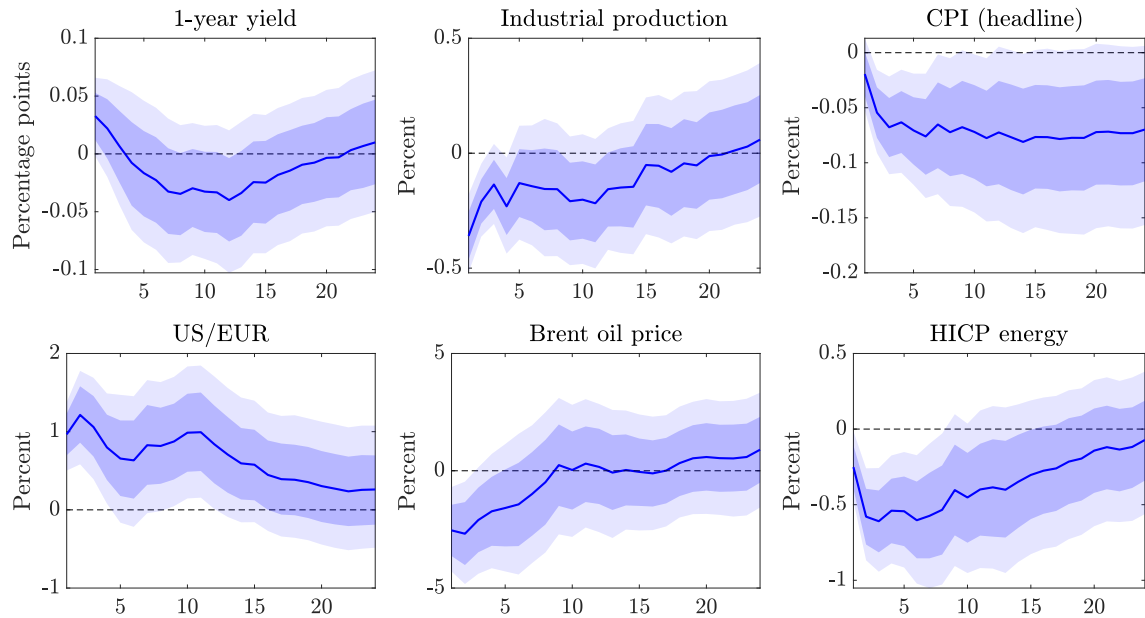 1-year yield
Percentage points
0.1
0.05
0
-0.05
-0.1
5 10 15 20
Industrial production
Percent
0.5
0
-0.5
5 10 15 20
CPI (headline)
Percent
0
-0.05
-0.1
-0.15
-0.2
5 10 15 20
US/EUR
Percent
2
1
0
-1
5 10 15 20
Brent oil price
Percent
5
0
-5
5 10 15 20
HICP energy
Percent
0.5
0
-0.5
-1
5 10 15 20